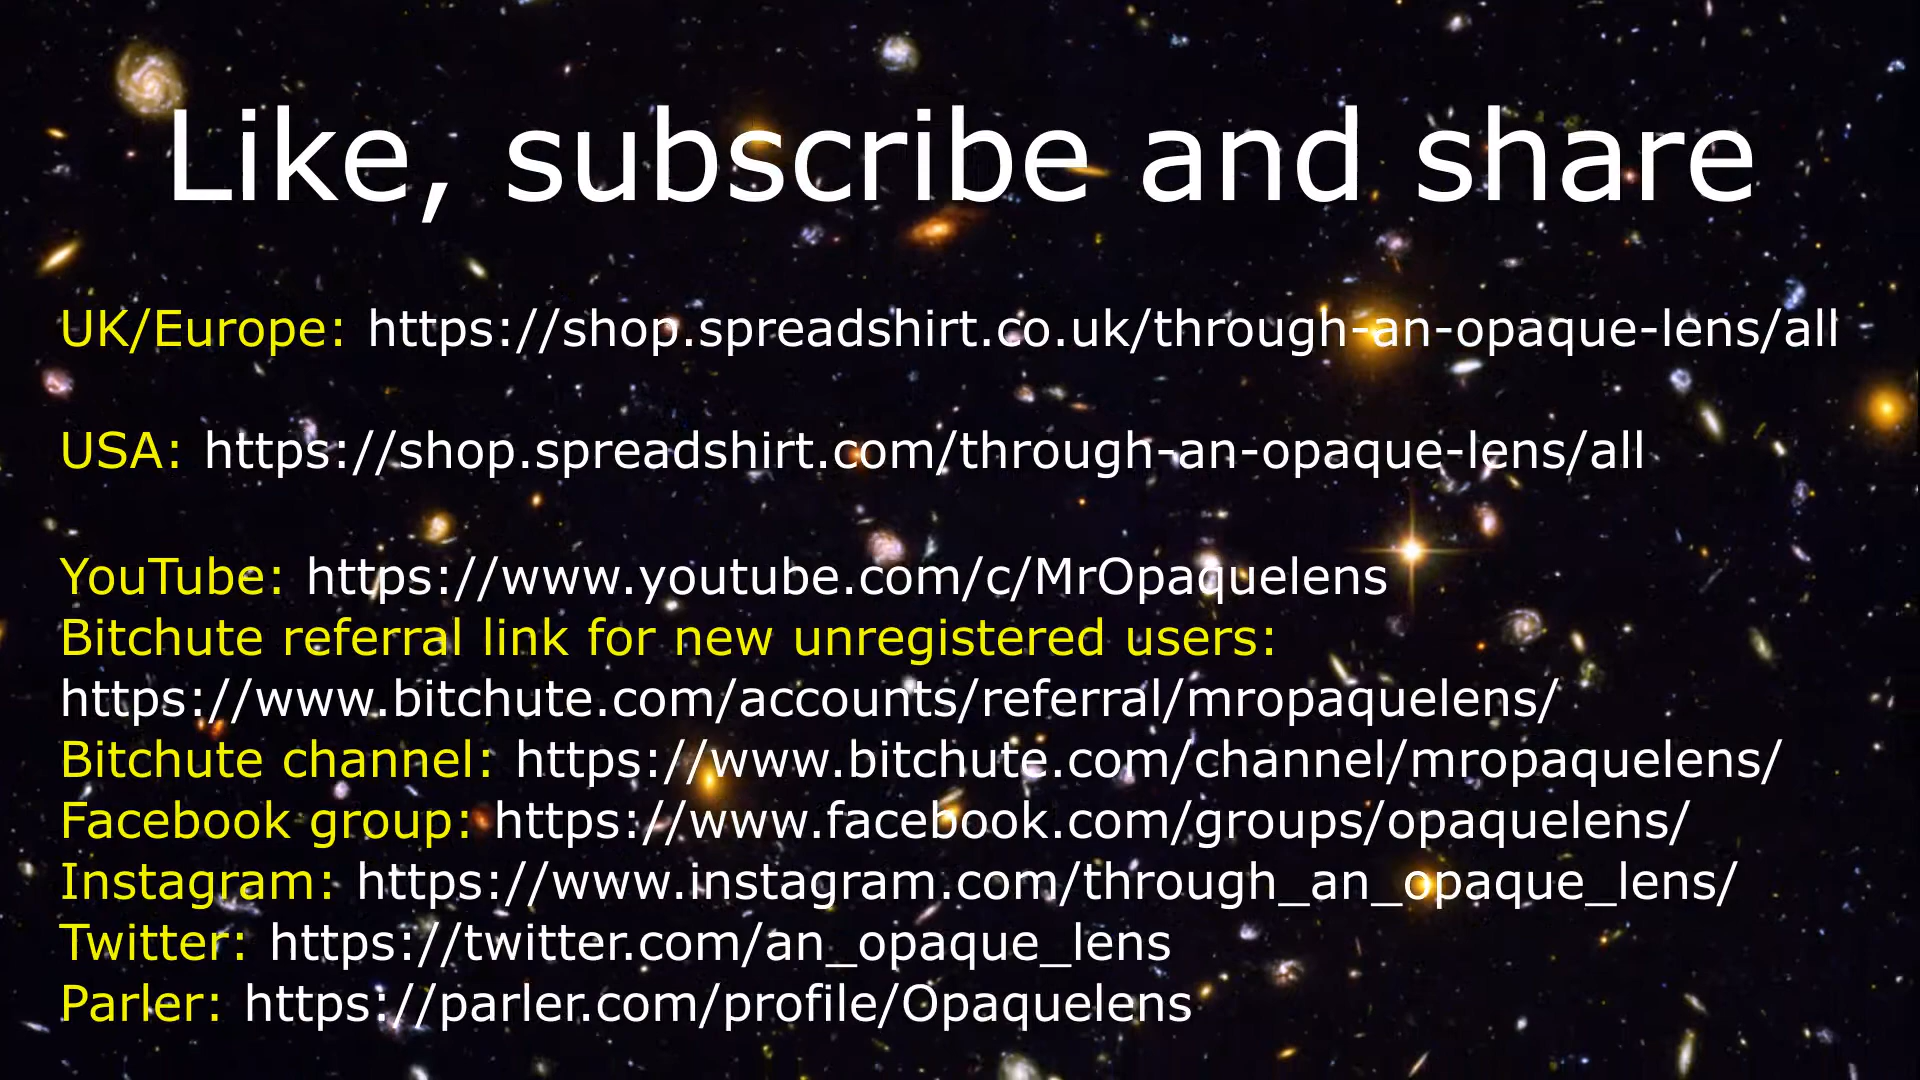 Like, subscribe and share
UK/Europe: https://shop.spreadshirt.co.uk/through-an-opaque-lens/all
USA: https://shop.spreadshirt.com/through-an-opaque-lens/all
YouTube: https://www.youtube.com/c/MrOpaquelens
Bitchute referral link for new unregistered users:
https://www.bitchute.com/accounts/referral/mropaquelens/
Bitchute channel: https://www.bitchute.com/channel/mropaquelens/
Facebook group: https://www.facebook.com/groups/opaquelens/
Instagram: https://www.instagram.com/through_an_opaque_lens/
Twitter: https://twitter.com/an_opaque_lens
Parler: https://parler.com/profile/Opaquelens